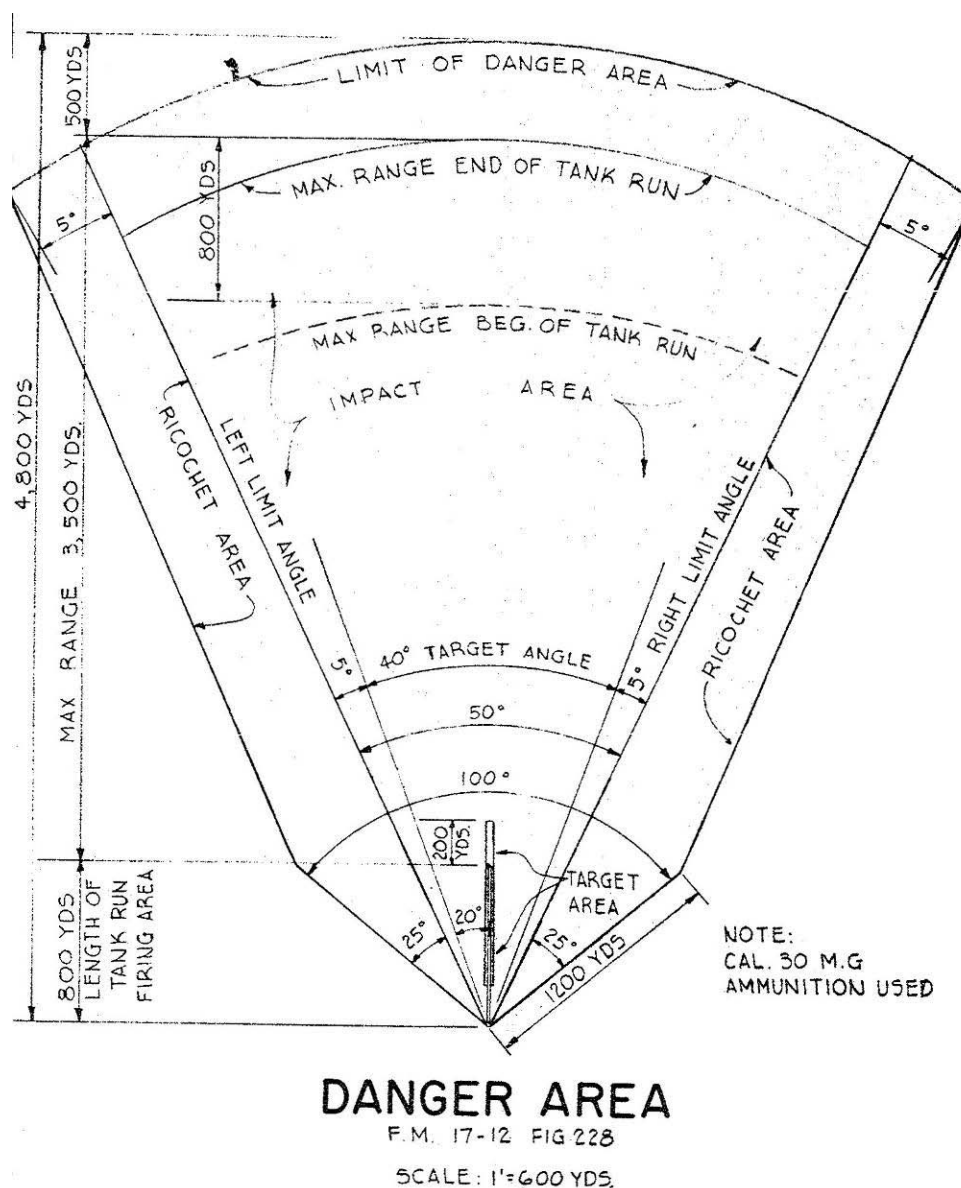 LIMIT OF DANGER AREA
500 YDS
MAX. RANGE END OF TANK RUN
800 YDS
5°
5°
MAX RANGE BEG. OF TANK RUN
IMPACT AREA
4,800 YDS
MAX RANGE 3,500 YDS.
RICOCHET AREA
LEFT LIMIT ANGLE
RIGHT LIMIT ANGLE
RICOCHET AREA
5°
40° TARGET ANGLE
5°
50°
100°
200
YDS.
TARGET
AREA
800 YDS
LENGTH OF
TANK RUN
FIRING AREA
25°
20°
25°
1200 YDS
NOTE:
CAL. 30 M.G
AMMUNITION USED
DANGER AREA
F.M. 17-12 FIG 228
SCALE: 1"=600 YDS.